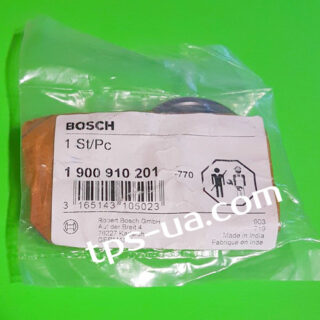 BOSCH
1 St/Pc
1 900 910 201
-770
3 165143 105023
Robert Bosch GmbH
Auf der Breit 4
76227
Made in India
Fabriqué en Inde
tps-ua.com